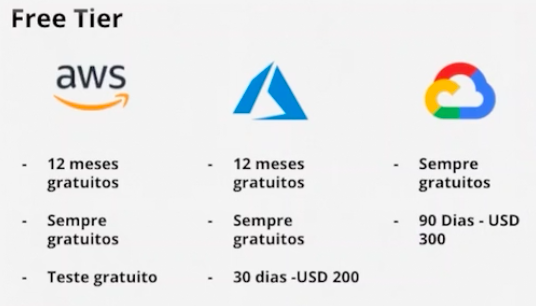 Free Tier
aws
- 12 meses
gratuitos
- Sempre
gratuitos
- Teste gratuito
- 12 meses
gratuitos
- Sempre
gratuitos
- 30 dias -USD 200
- Sempre
gratuitos
- 90 Dias - USD
300